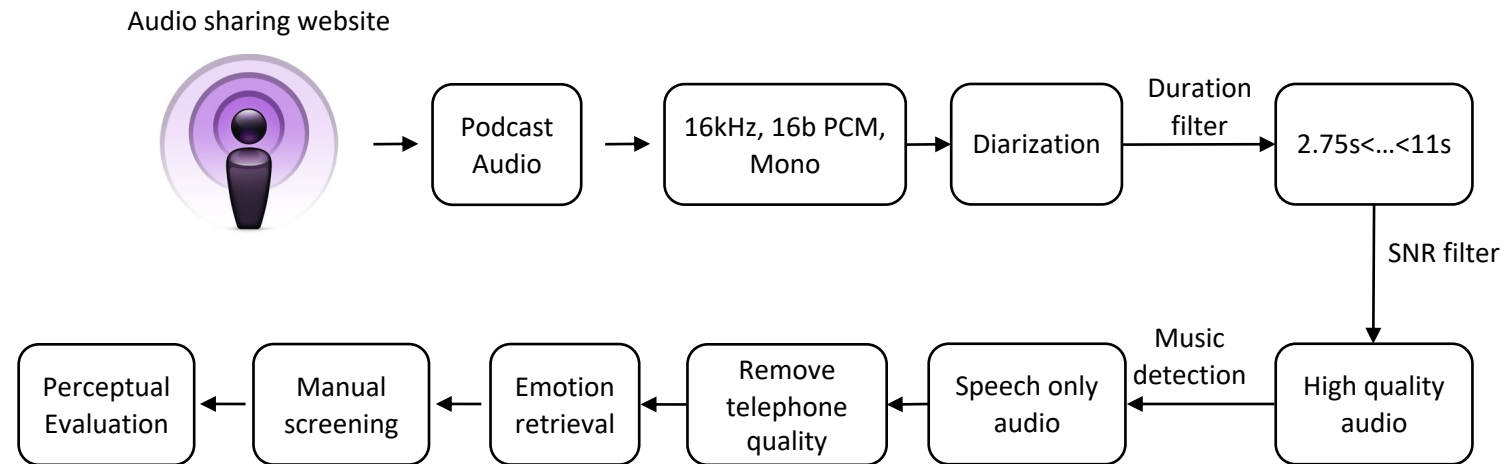 Audio sharing website
Podcast
Audio
16kHz, 16b PCM,
Mono
Diarization
Duration
filter
2.75s<...<11s
SNR filter
High quality
audio
Music
detection
Speech only
audio
Remove
telephone
quality
Emotion
retrieval
Manual
screening
Perceptual
Evaluation